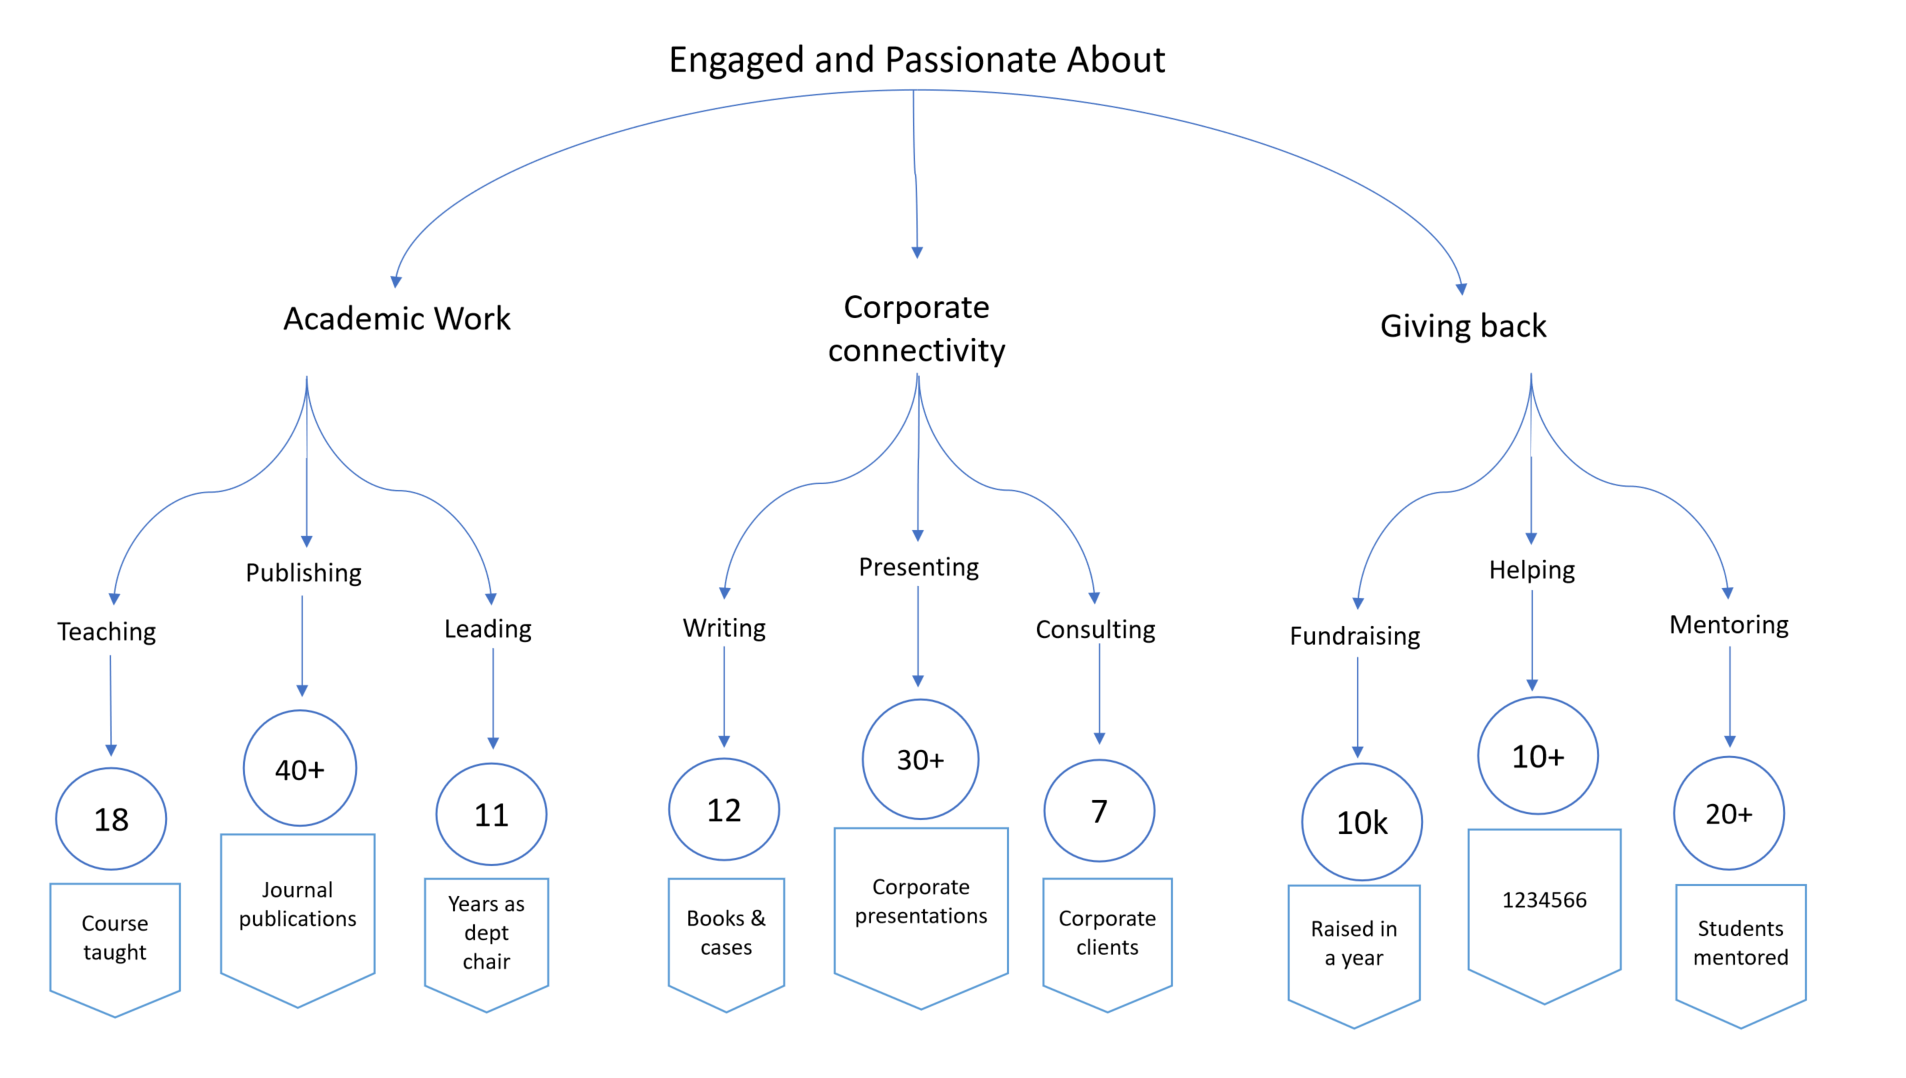 Engaged and Passionate About
Academic Work
Corporate
connectivity
Giving back
Teaching
Publishing
Leading
Writing
Presenting
Consulting
Fundraising
Helping
Mentoring
18
40+
11
12
30+
7
10k
10+
20+
Course
taught
Journal
publications
Years as
dept
chair
Books &
cases
Corporate
presentations
Corporate
clients
Raised in
a year
1234566
Students
mentored